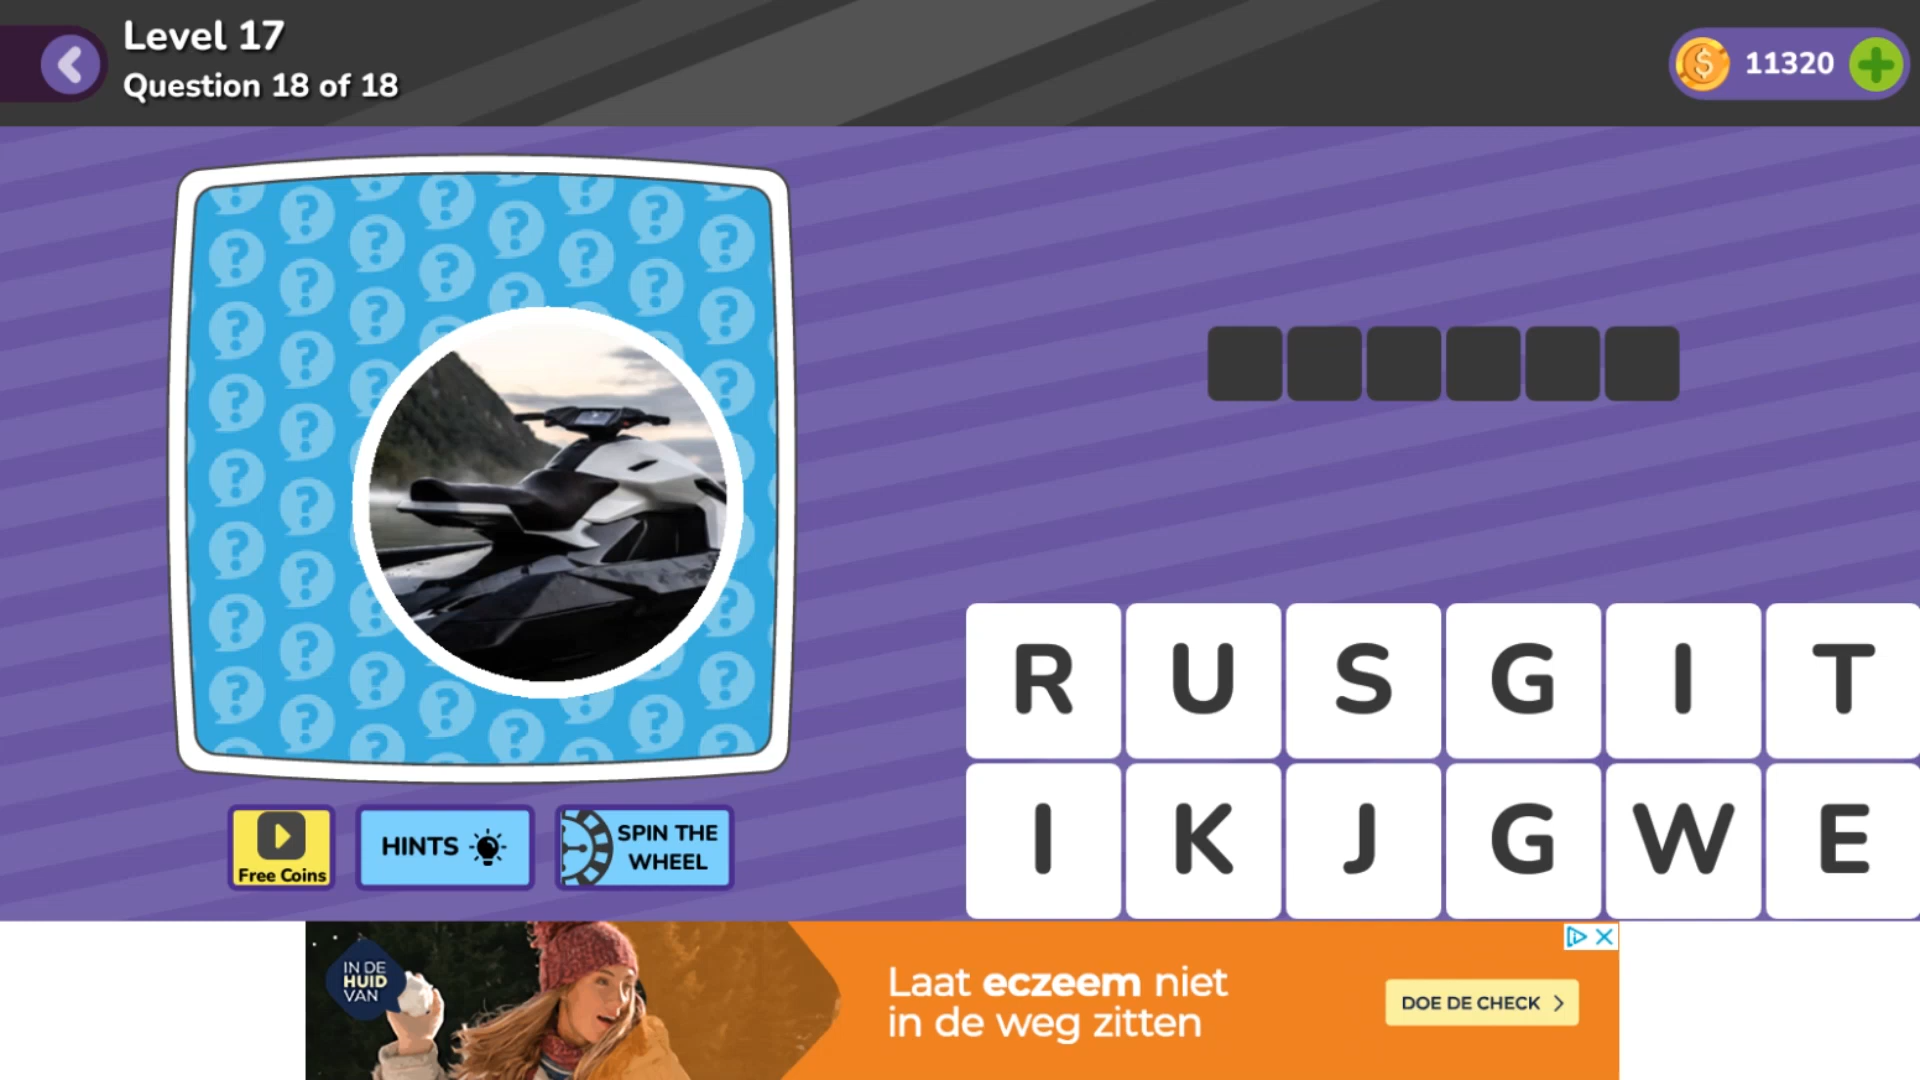 Level 17
Question 18 of 18
11320
R U S G I T
I K J G W E
Free Coins
HINTS
SPIN THE
WHEEL
IN DE
HUID
VAN
Laat eczeem niet
in de weg zitten
DOE DE CHECK